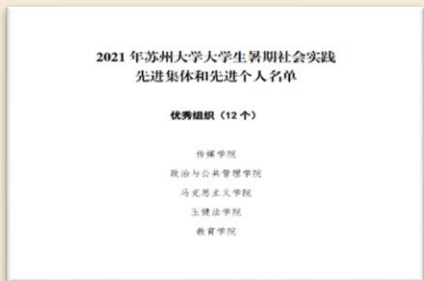 2021 年苏州大学大学生暑期社会实践
先进集体和先进个人名单
优秀组织（12 个）
传媒学院
政治与公共管理学院
马克思主义学院
王健法学院
教育学院